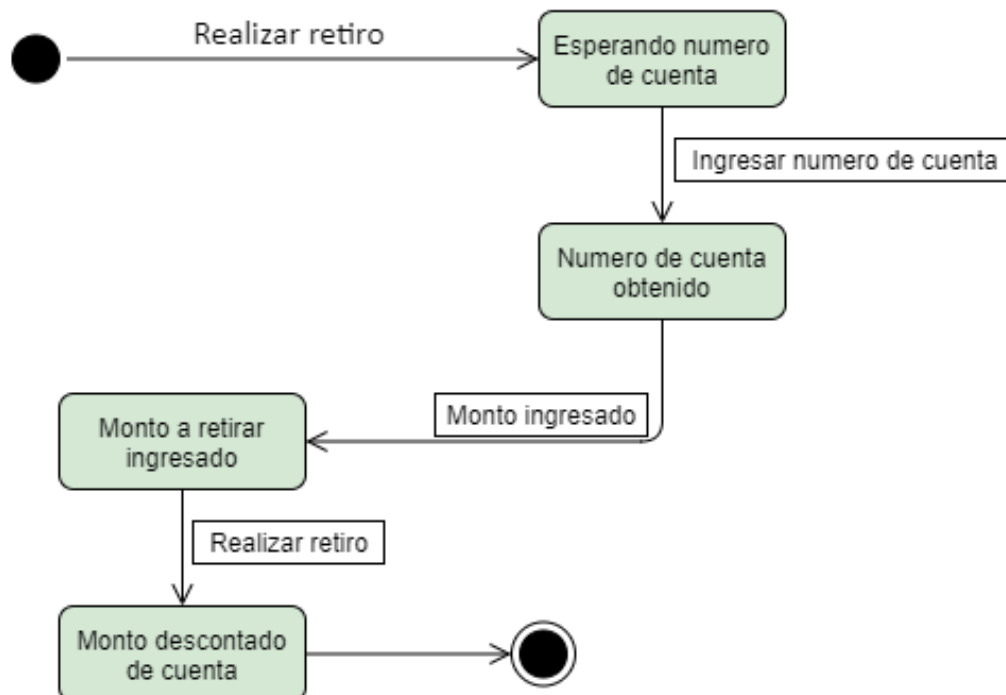 Realizar retiro
Esperando numero
de cuenta
Ingresar numero de cuenta
Numero de cuenta
obtenido
Monto ingresado
Monto a retirar
ingresado
Realizar retiro
Monto descontado
de cuenta